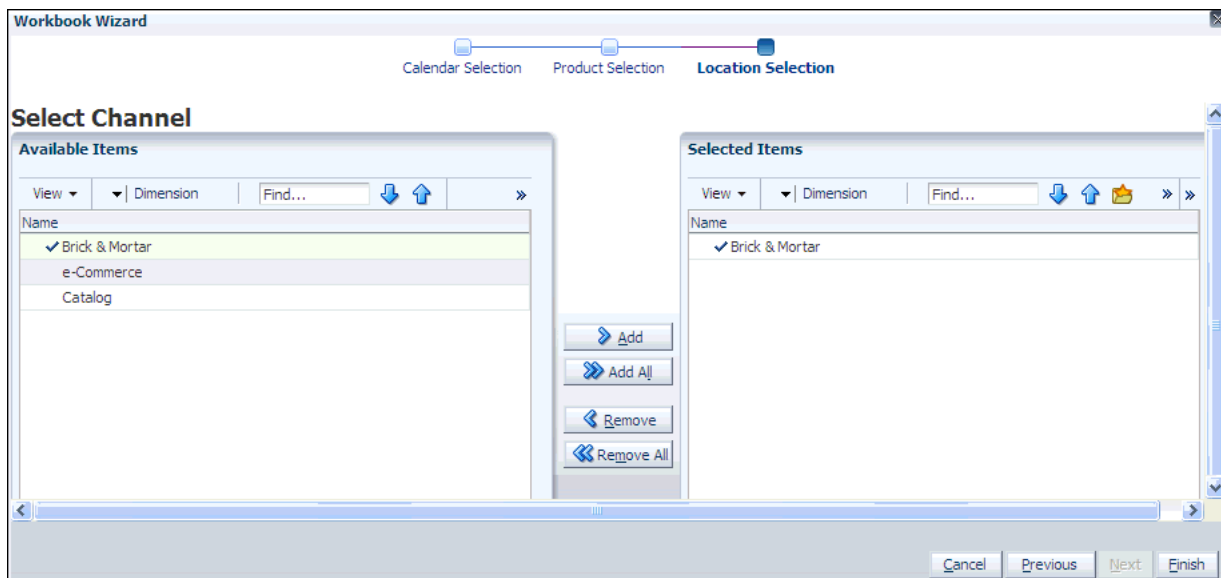 Workbook Wizard
Calendar Selection Product Selection Location Selection
Select Channel
Available Items
View Dimension Find...
Name
Brick & Mortar
e-Commerce
Catalog
Add
Add All
Remove
Remove All
Selected Items
View Dimension Find...
Name
Brick & Mortar
Cancel Previous Next Finish